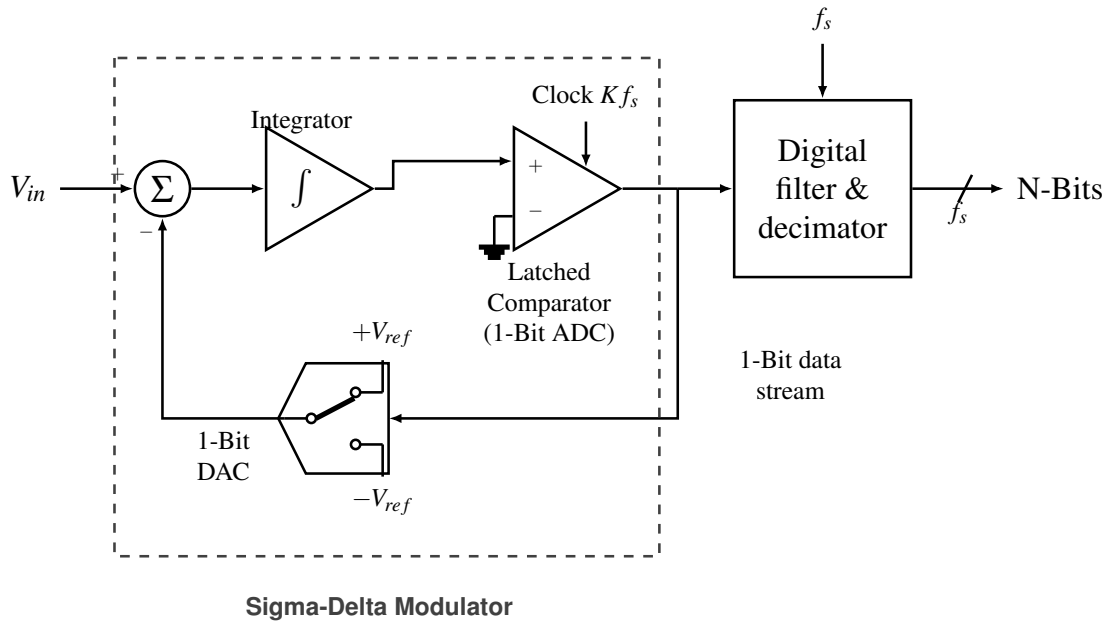 f_s
Clock Kf_s
Integrator
V_in
+
Σ
−
∫
+
−
Digital
filter &
decimator
f_s
N-Bits
Latched
Comparator
(1-Bit ADC)
+V_ref
1-Bit data
stream
1-Bit
DAC
−V_ref
Sigma-Delta Modulator